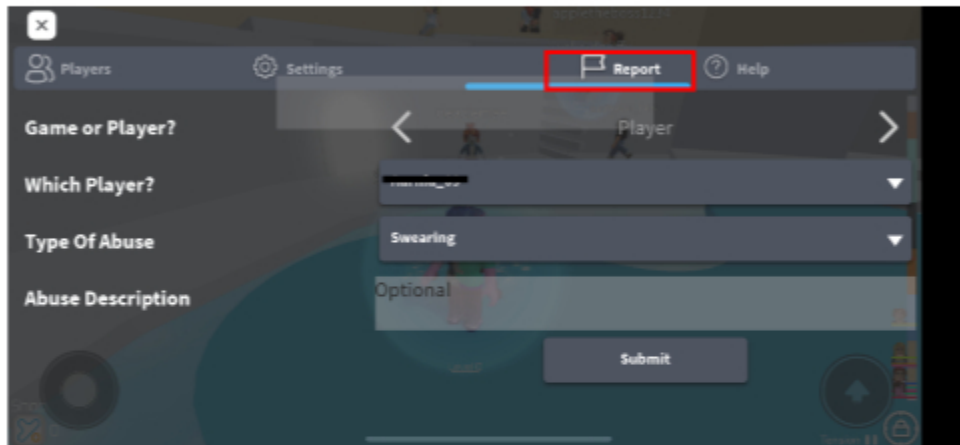 Players Settings Report Help
Game or Player? Player
Which Player?
Type Of Abuse Swearing
Abuse Description Optional
Submit